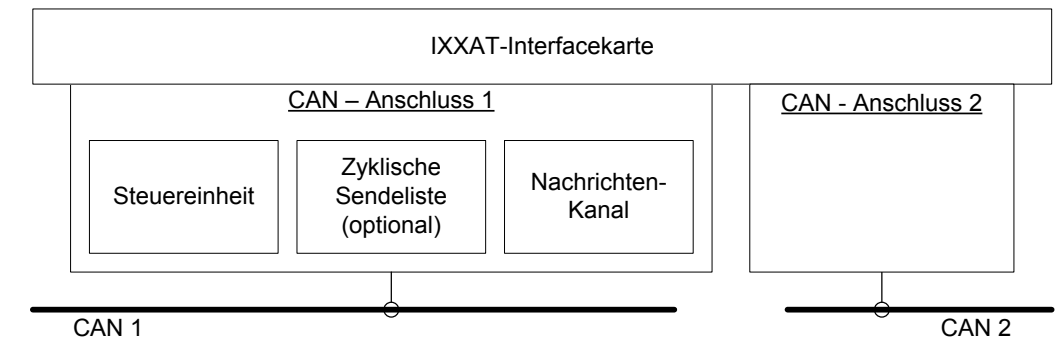 IXXAT-Interfacekarte
CAN – Anschluss 1
CAN - Anschluss 2
Steuereinheit
Zyklische
Sendeliste
(optional)
Nachrichten-
Kanal
CAN 1
CAN 2